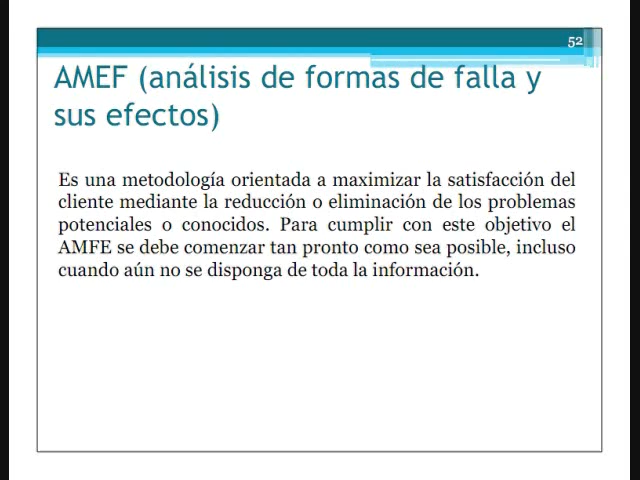 52
AMEF (análisis de formas de falla y
sus efectos)
Es una metodología orientada a maximizar la satisfacción del
cliente mediante la reducción o eliminación de los problemas
potenciales o conocidos. Para cumplir con este objetivo el
AMFE se debe comenzar tan pronto como sea posible, incluso
cuando aún no se disponga de toda la información.